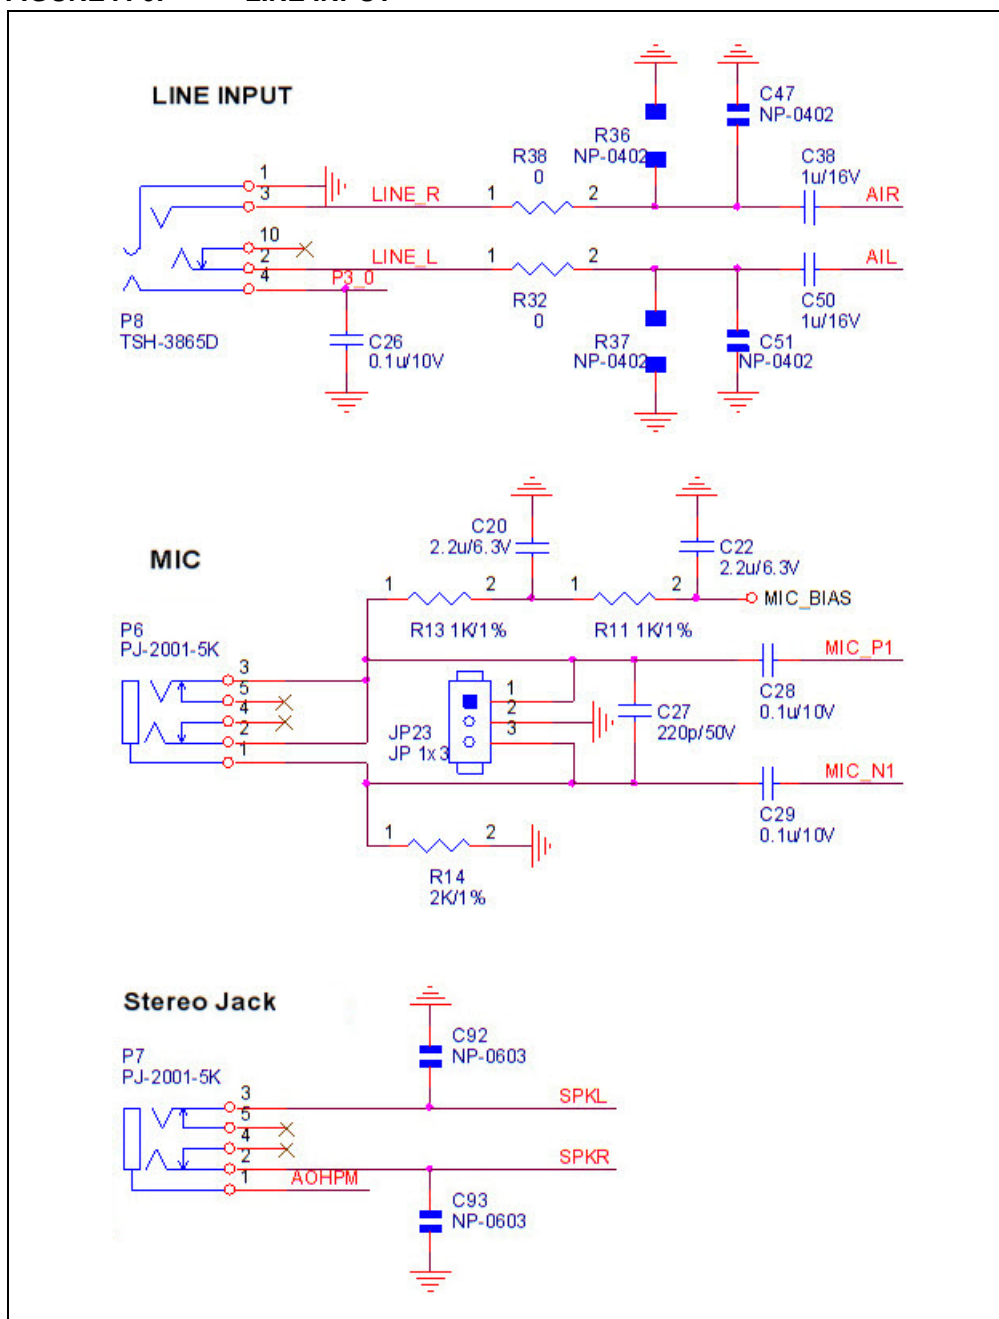 LINE INPUT
C47
NP-0402
R36
NP-0402
R38
0
C38
1u/16V
1
3
LINE_R
1
2
AIR
10
2
4
LINE_L
P3_0
1
2
AIL
P8
TSH-3865D
C26
0.1u/10V
R32
0
R37
NP-0402
C51
NP-0402
C50
1u/16V
MIC
C20
2.2u/6.3V
C22
2.2u/6.3V
1
2
1
2
MIC_BIAS
R13 1K/1%
R11 1K/1%
P6
PJ-2001-5K
3
5
4
2
1
JP23
JP 1x3
1
2
3
C27
220p/50V
MIC_P1
C28
0.1u/10V
MIC_N1
C29
0.1u/10V
1
2
R14
2K/1%
Stereo Jack
C92
NP-0603
P7
PJ-2001-5K
3
5
4
2
1
SPKL
SPKR
AOHPM
C93
NP-0603